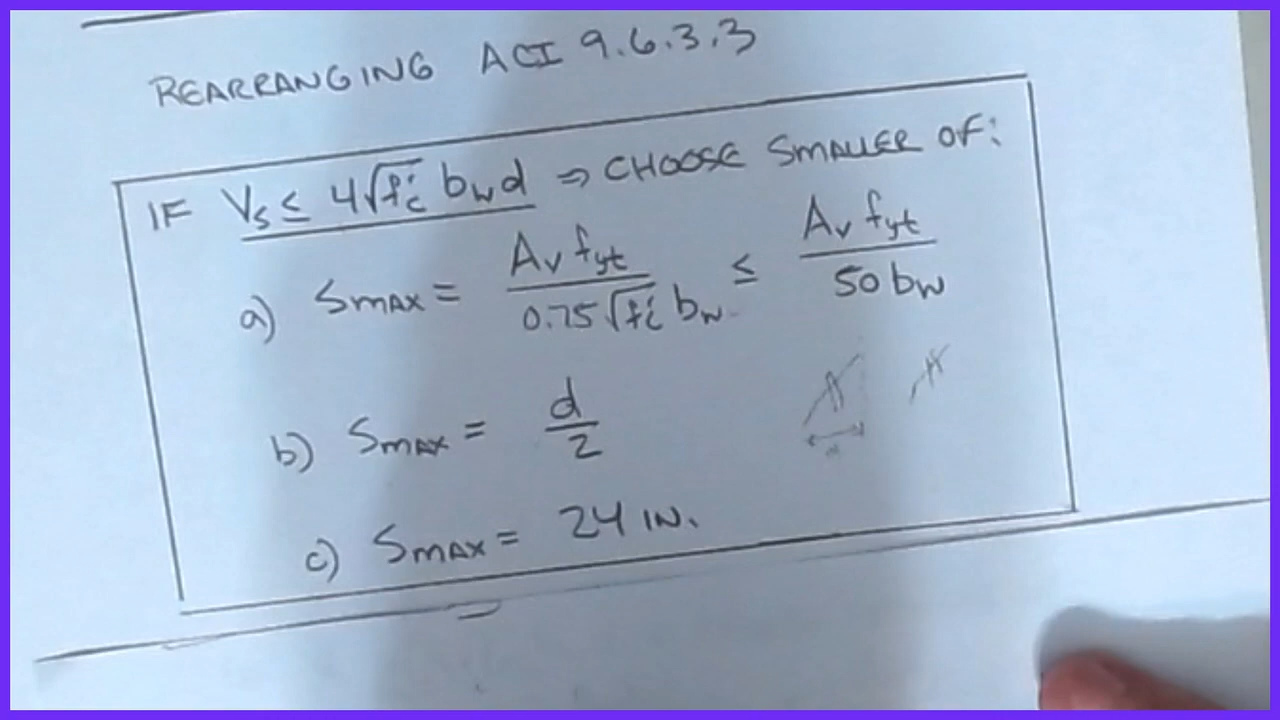 REARRANGING ACI 9.6.3.3
IF Vs ≤ 4√f'c bw d ⇒ CHOOSE SMALLER OF:
a) SMAX = Av fyt / 0.75√f'c bw ≤ Av fyt / 50 bw
b) SMAX = d / 2
c) SMAX = 24 IN.